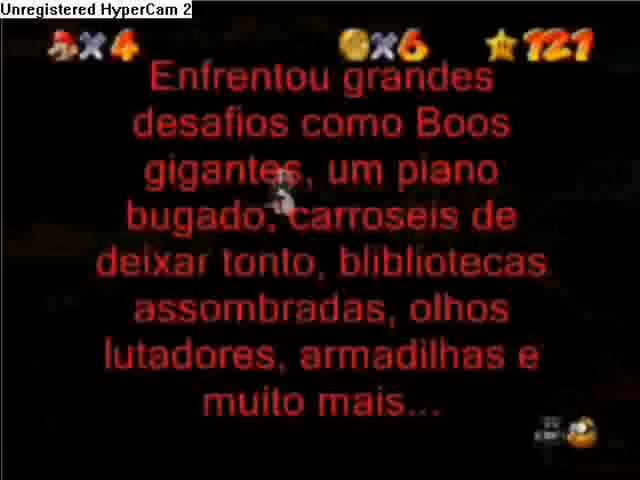 Unregistered HyperCam 2
x4 x6 121
Enfrentou grandes
desafios como Boos
gigantes, um piano
bugado, carroseis de
deixar tonto, blibliotecas
assombradas, olhos
lutadores, armadilhas e
muito mais...